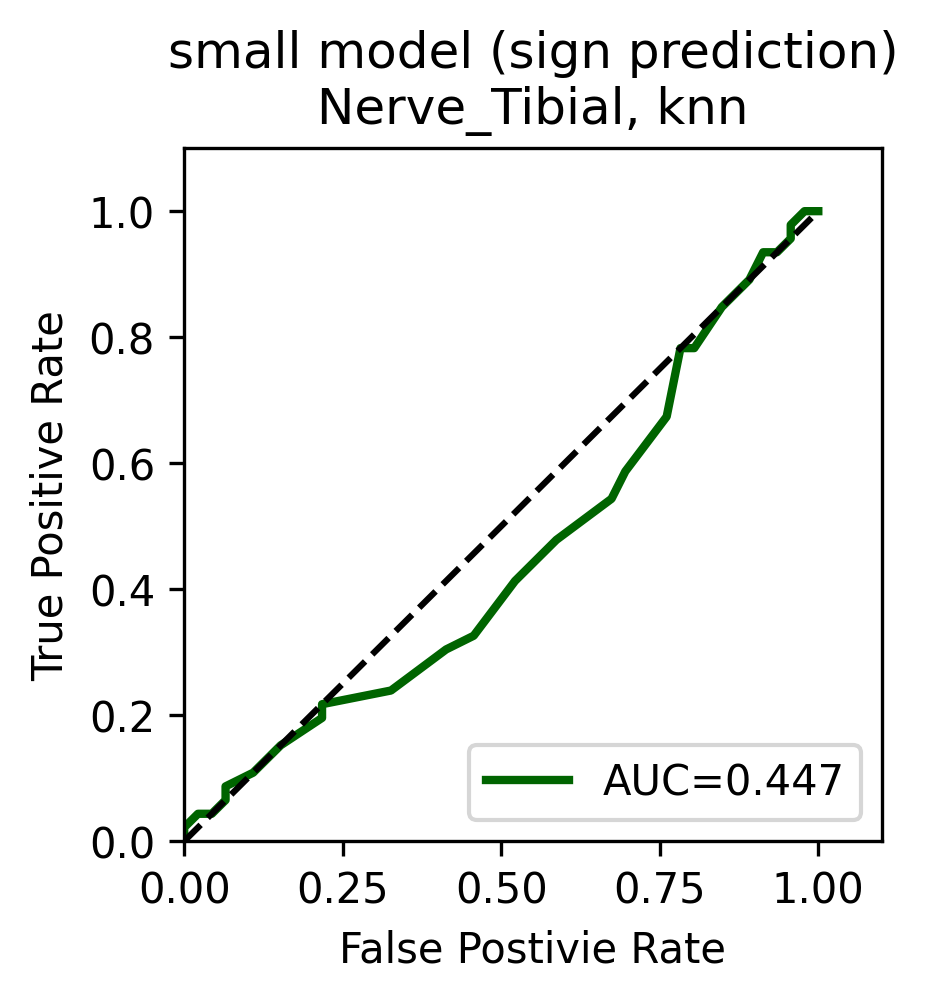 small model (sign prediction)
Nerve_Tibial, knn
True Positive Rate
1.0
0.8
0.6
0.4
0.2
0.0
AUC=0.447
0.00 0.25 0.50 0.75 1.00
False Postivie Rate